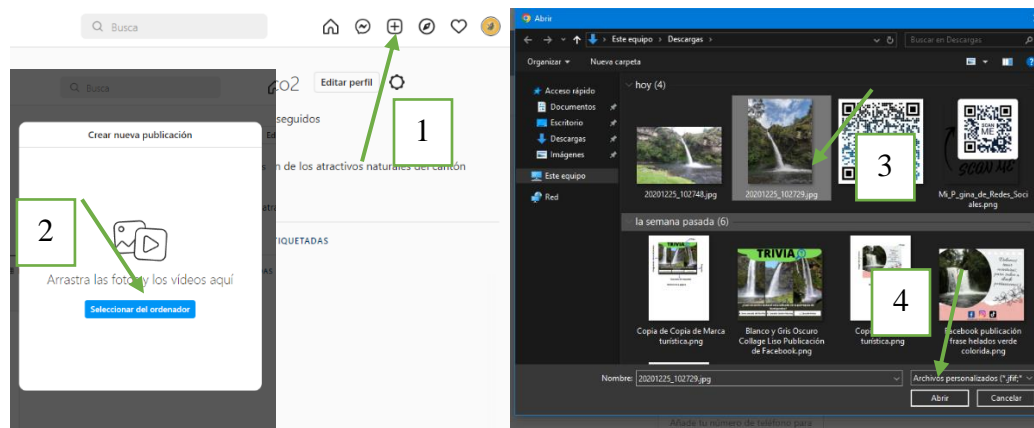 Busca
Busca
Crear nueva publicación
Arrastra las fotos y los vídeos aquí
Seleccionar del ordenador
2
co2
Editar perfil
seguidos
1
n de los atractivos naturales del cantón
TIQUETADAS
Abrir
Este equipo
Descargas
Buscar en Descargas
Organizar
Nueva carpeta
Acceso rápido
Documentos
Escritorio
Descargas
Imágenes
Este equipo
Red
hoy (4)
20201225_102748.jpg
20201225_102729.jpg
3
SCAN
ME
SCAN ME
Mi_P_gina_de_Redes_Soci
ales.png
la semana pasada (6)
TRIVIA
4
Copia de Copia de Marca
turística.png
Blanco y Gris Oscuro
Collage Liso Publicación
de Facebook.png
turística.png
Facebook publicación
frase helados verde
colorida.png
Nombre:
20201225_102729.jpg
Archivos personalizados (*.jfif;*
Abrir
Cancelar
Añade tu número de teléfono para